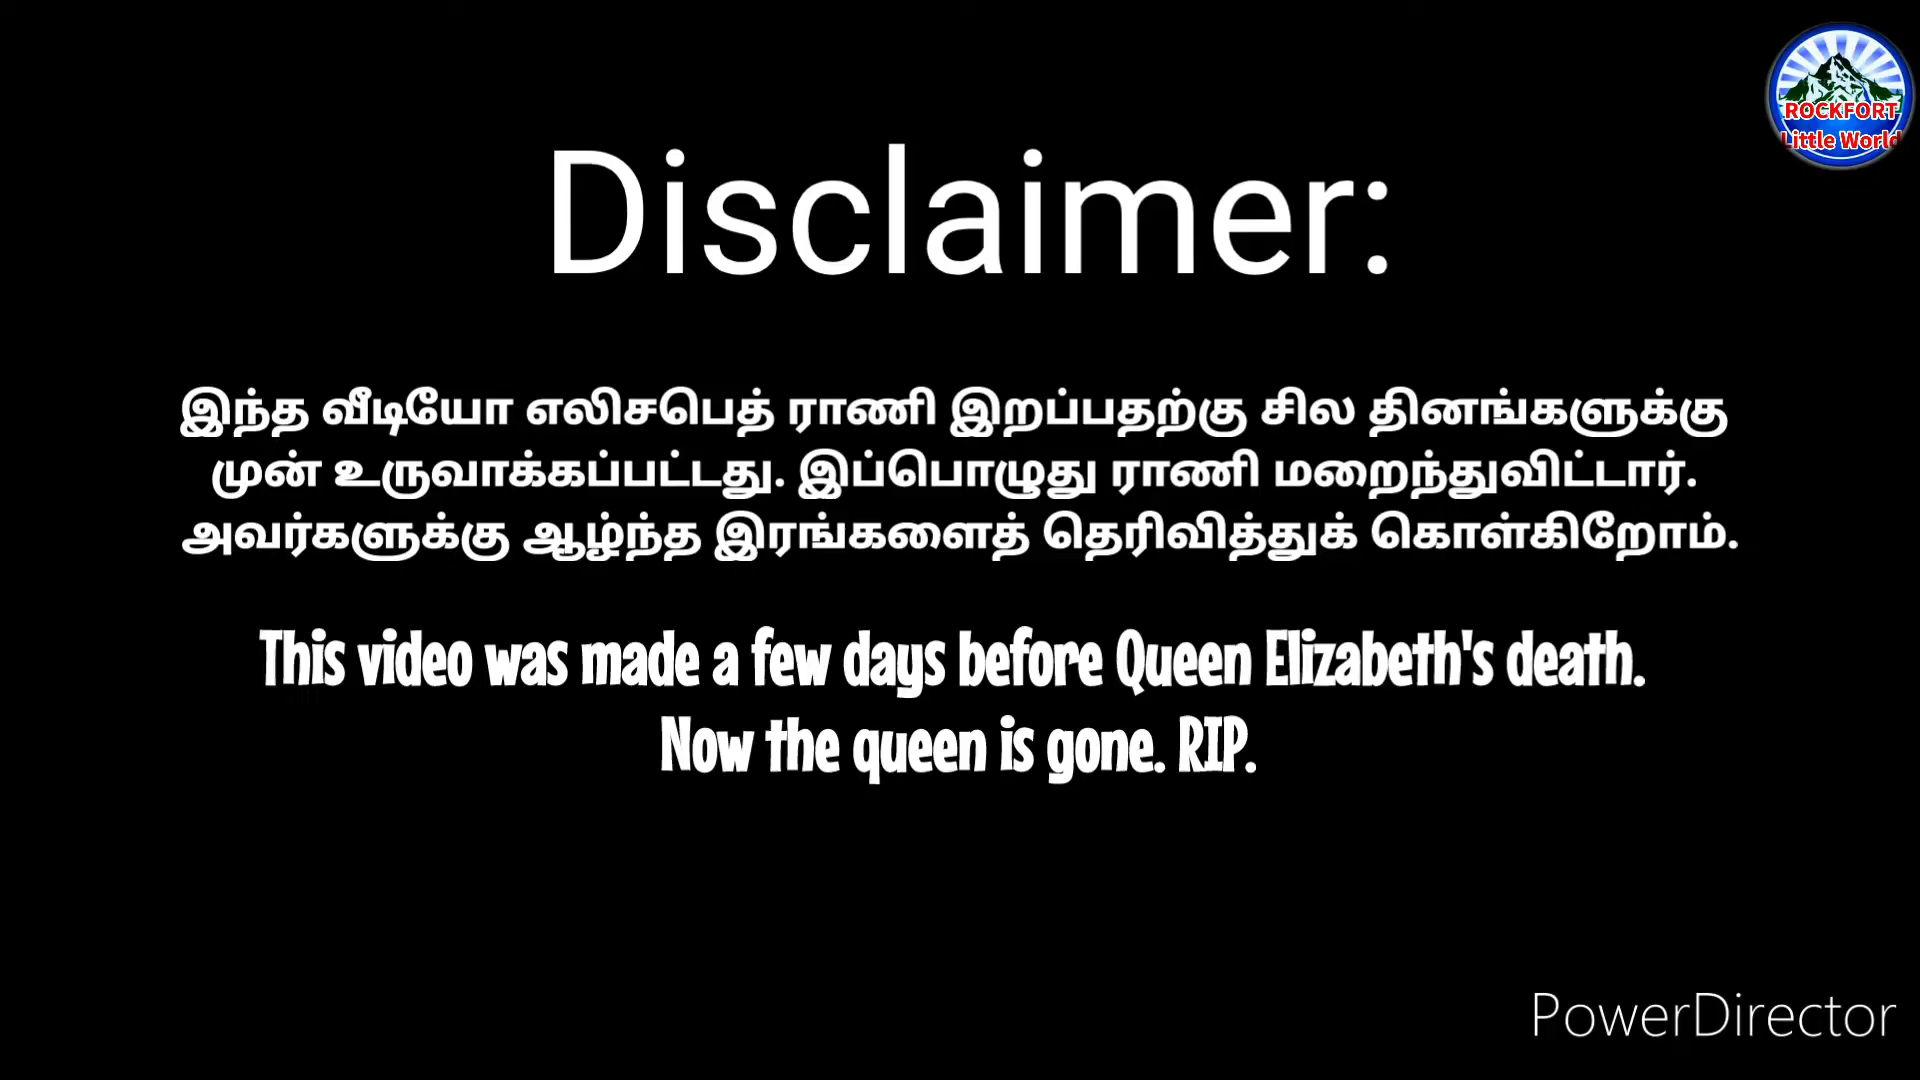 ROCKFORT
Little World
Disclaimer:
இந்த வீடியோ எலிசபெத் ராணி இறப்பதற்கு சில தினங்களுக்கு
முன் உருவாக்கப்பட்டது. இப்பொழுது ராணி மறைந்துவிட்டார்.
அவர்களுக்கு ஆழ்ந்த இரங்களைத் தெரிவித்துக் கொள்கிறோம்.
This video was made a few days before Queen Elizabeth's death.
Now the queen is gone. RIP.
PowerDirector